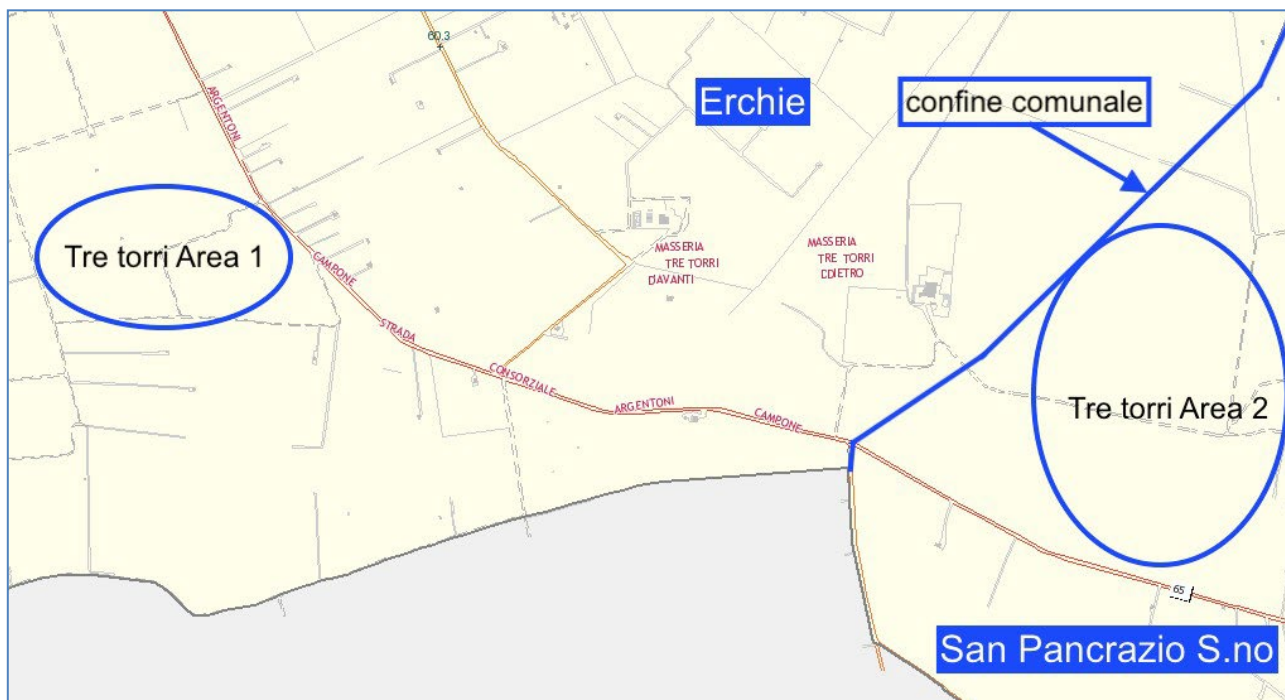 60.3
Erchie
confine comunale
ARGENTONI
Tre torri Area 1
CAMPONE
MASSERIA
TRE TORRI
DAVANTI
MASSERIA
TRE TORRI
CDIETRO
STRADA
CONSORZIALE
ARGENTONI
CAMPONE
Tre torri Area 2
65
San Pancrazio S.no